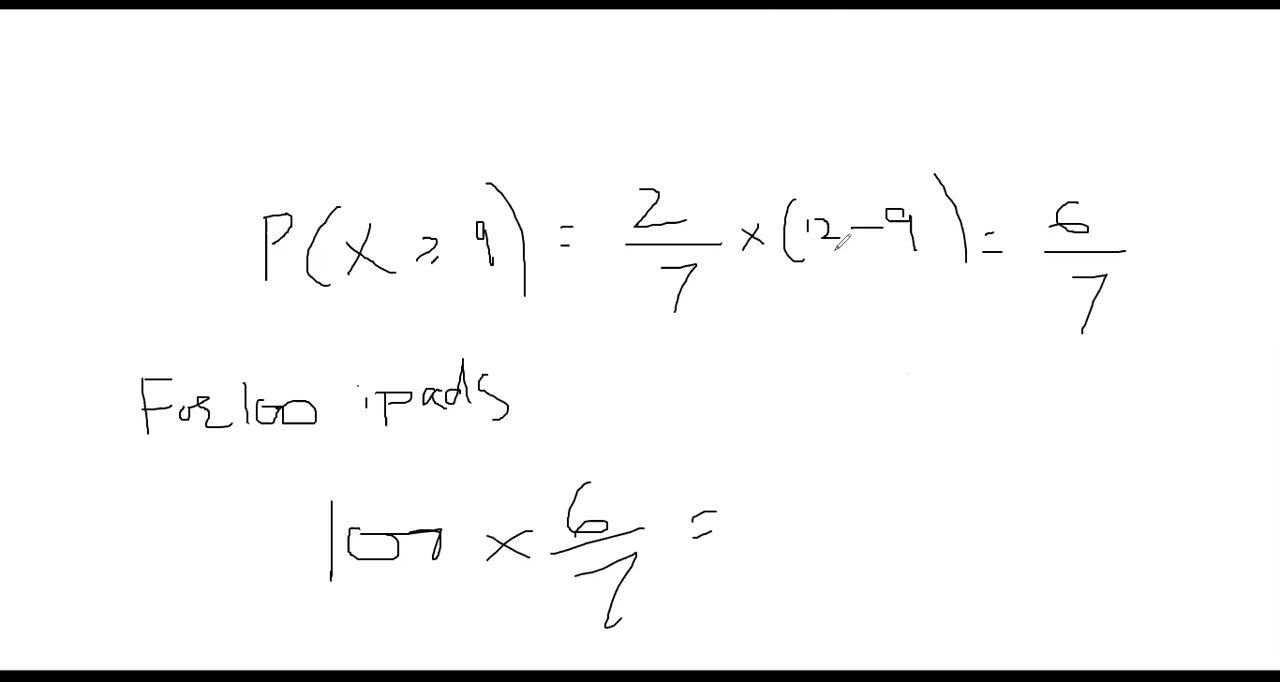 P(X ≥ 9) = 2/7 × (12 - 9) = 6/7
For 100 ipads
100 × 6/7 =